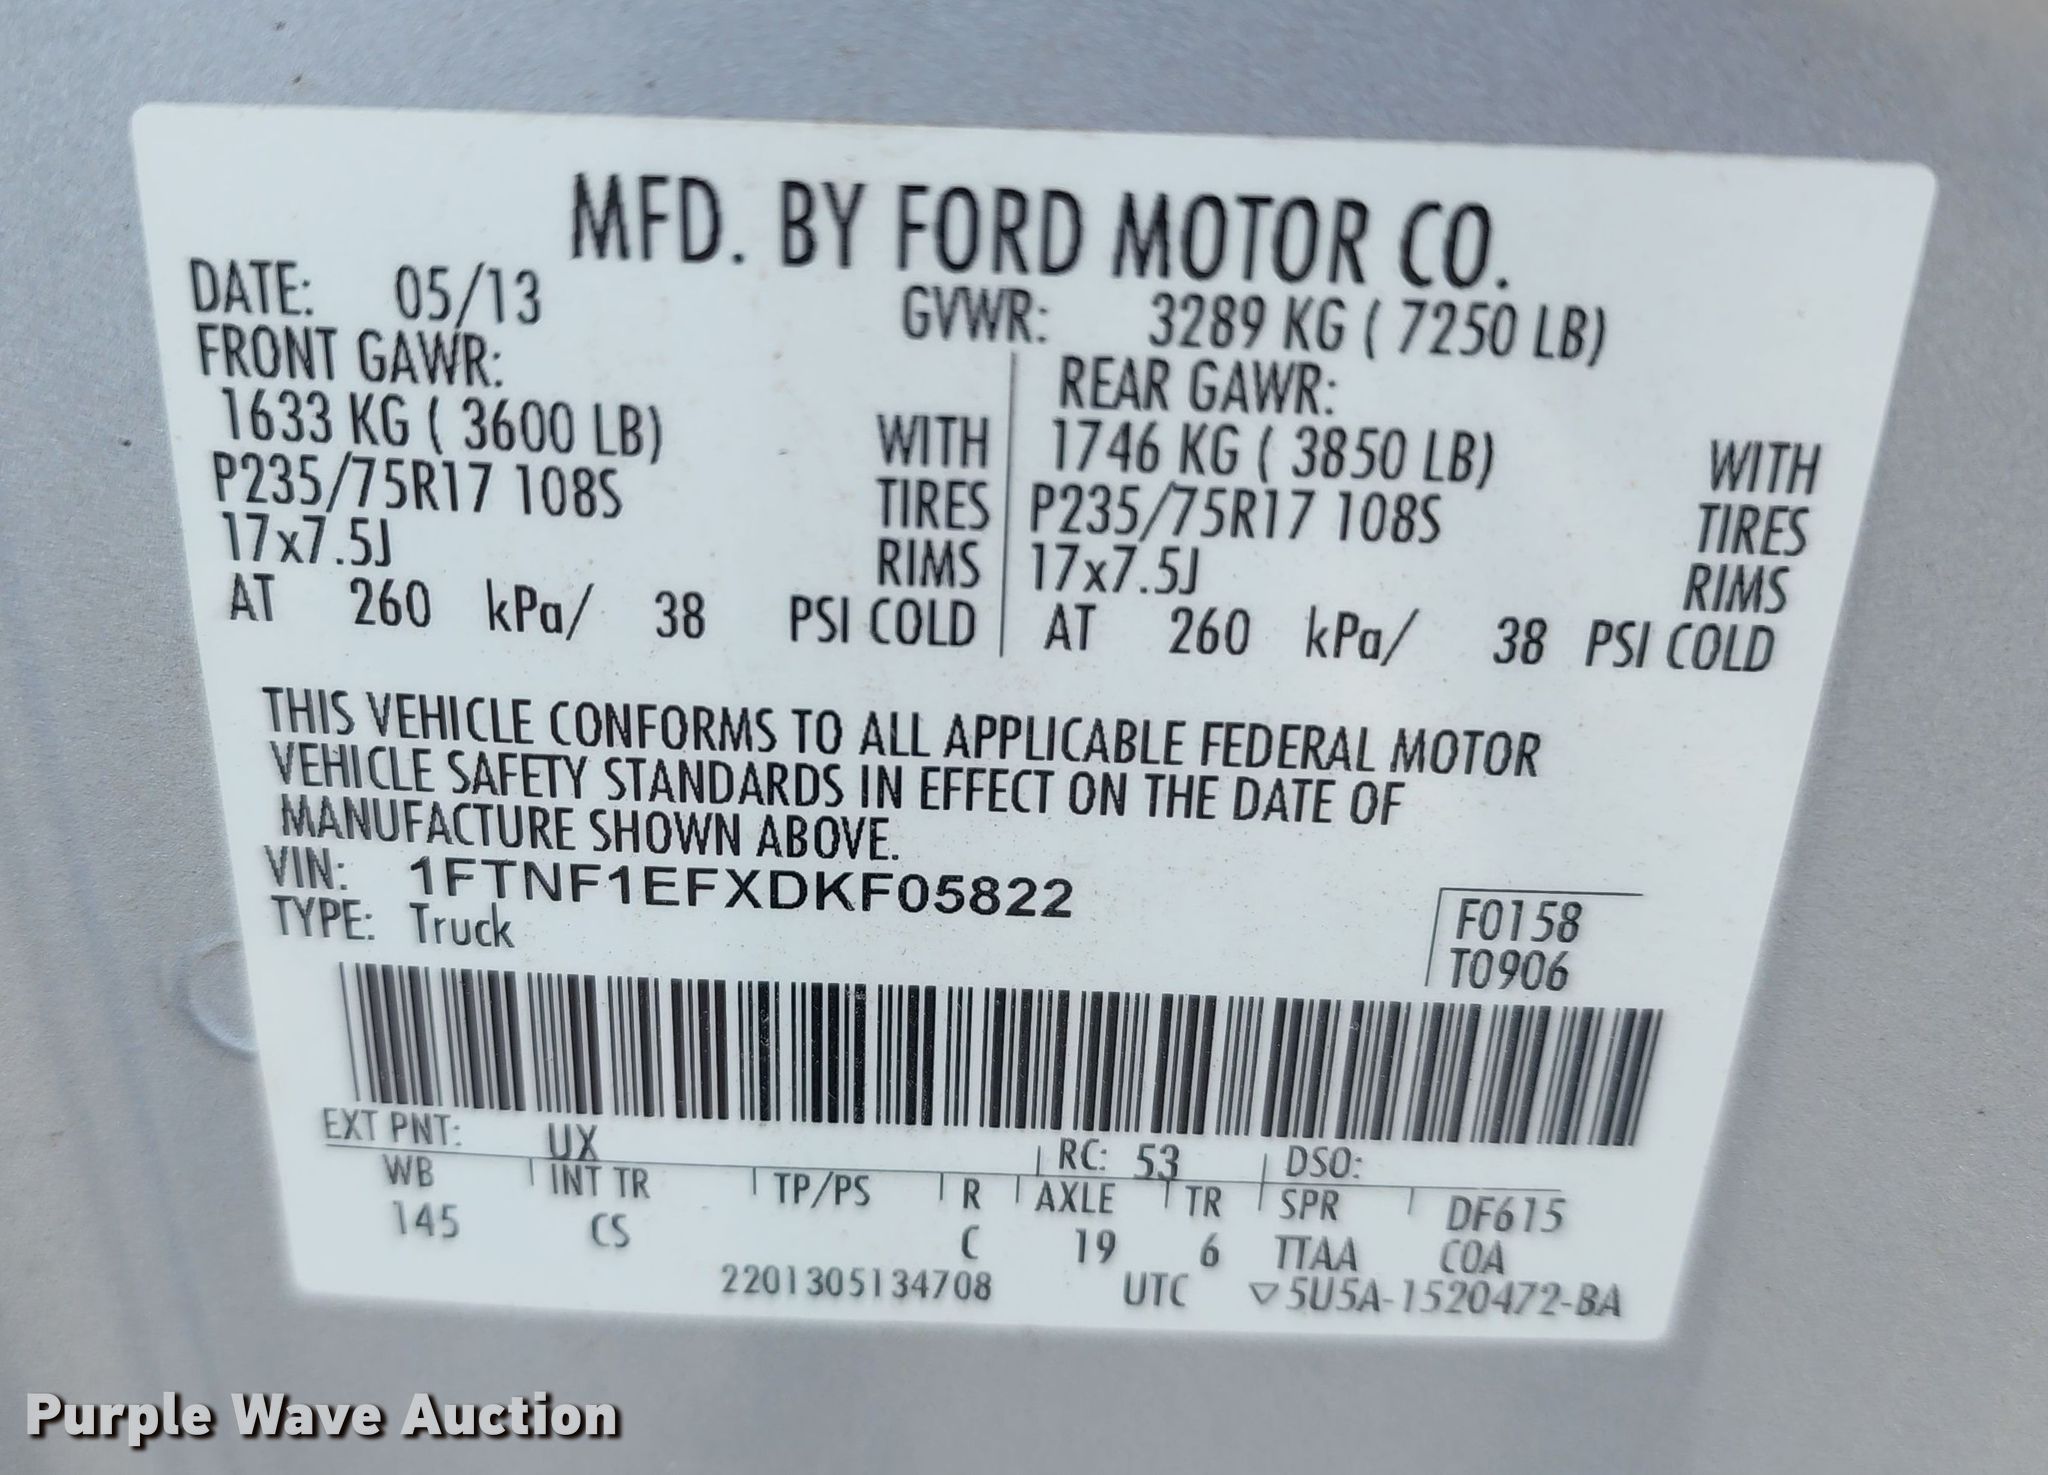 MFD. BY FORD MOTOR CO.
DATE: 05/13 GVWR: 3289 KG ( 7250 LB)
FRONT GAWR: REAR GAWR:
1633 KG ( 3600 LB) WITH 1746 KG ( 3850 LB) WITH
P235/75R17 108S TIRES P235/75R17 108S TIRES
17x7.5J RIMS 17x7.5J RIMS
AT 260 kPa/ 38 PSI COLD AT 260 kPa/ 38 PSI COLD
THIS VEHICLE CONFORMS TO ALL APPLICABLE FEDERAL MOTOR
VEHICLE SAFETY STANDARDS IN EFFECT ON THE DATE OF
MANUFACTURE SHOWN ABOVE.
VIN: 1FTNF1EFXDKF05822
TYPE: Truck
F0158
T0906
EXT PNT: UX RC: 53 DSO:
WB INT TR TP/PS R AXLE TR SPR DF615
145 CS C 19 6 TTAA COA
2201305134708 UTC ▽5U5A-1520472-BA
Purple Wave Auction